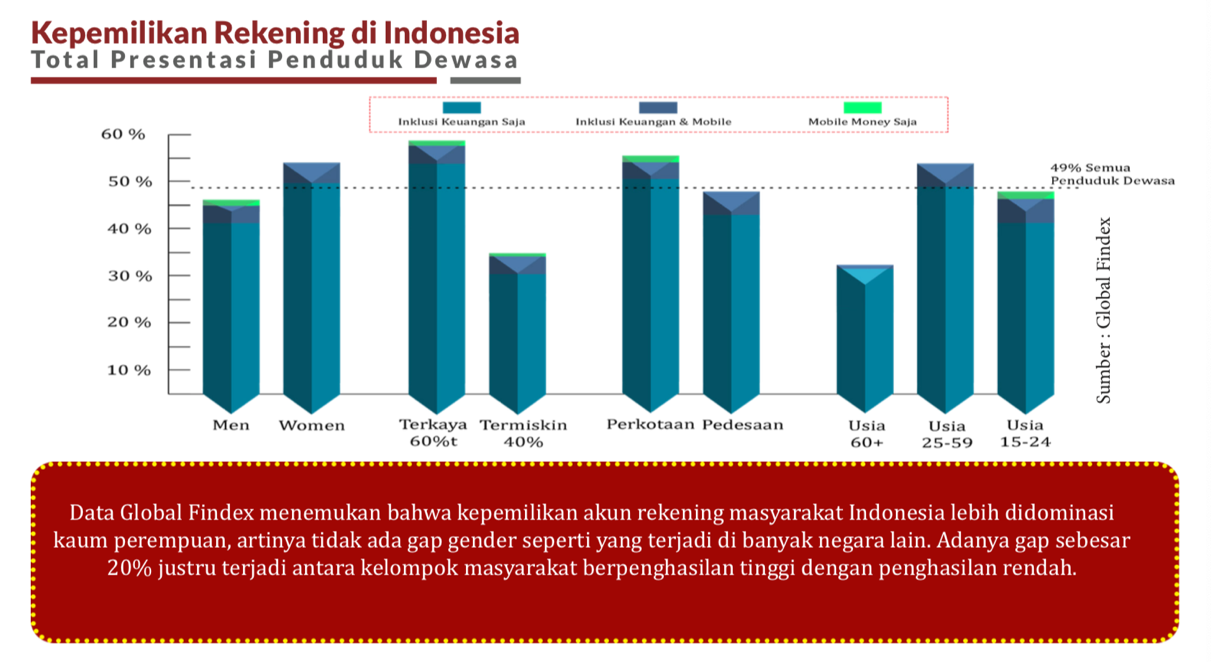 Kepemilikan Rekening di Indonesia
Total Presentasi Penduduk Dewasa
Inklusi Keuangan Saja
Inklusi Keuangan & Mobile
Mobile Money Saja
60 %
50 %
40 %
30 %
20 %
10 %
49% Semua
Penduduk Dewasa
Men
Women
Terkaya
60%t
Termiskin
40%
Perkotaan
Pedesaan
Usia
60+
Usia
25-59
Usia
15-24
Sumber : Global Findex
Data Global Findex menemukan bahwa kepemilikan akun rekening masyarakat Indonesia lebih didominasi
kaum perempuan, artinya tidak ada gap gender seperti yang terjadi di banyak negara lain. Adanya gap sebesar
20% justru terjadi antara kelompok masyarakat berpenghasilan tinggi dengan penghasilan rendah.